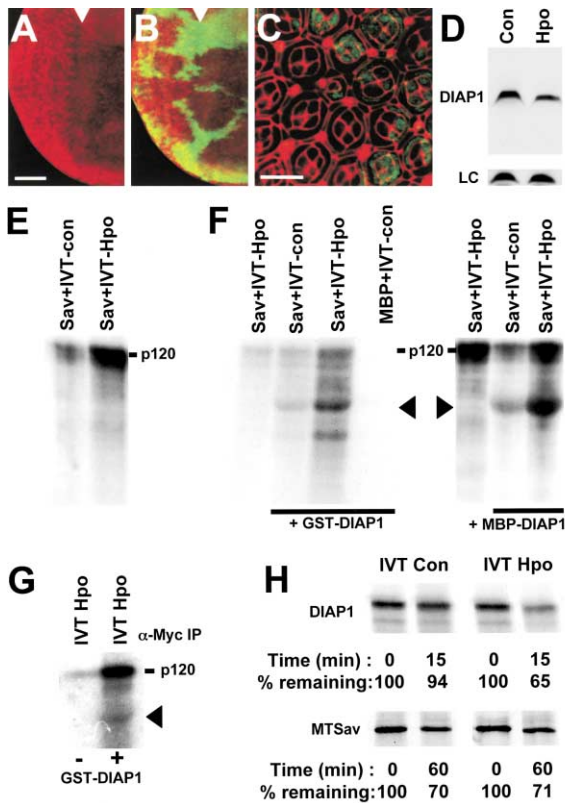 A
B
C
D
Con
Hpo
DIAP1
LC
E
Sav+IVT-con
Sav+IVT-Hpo
p120
F
Sav+IVT-Hpo
Sav+IVT-con
Sav+IVT-Hpo
MBP+IVT-con
p120
Sav+IVT-Hpo
Sav+IVT-con
Sav+IVT-Hpo
+ GST-DIAP1
+ MBP-DIAP1
G
IVT Hpo
IVT Hpo
α-Myc IP
p120
- +
GST-DIAP1
H
IVT Con IVT Hpo
DIAP1
Time (min) : 0 15 0 15
% remaining:100 94 100 65
MTSav
Time (min) : 0 60 0 60
% remaining:100 70 100 71